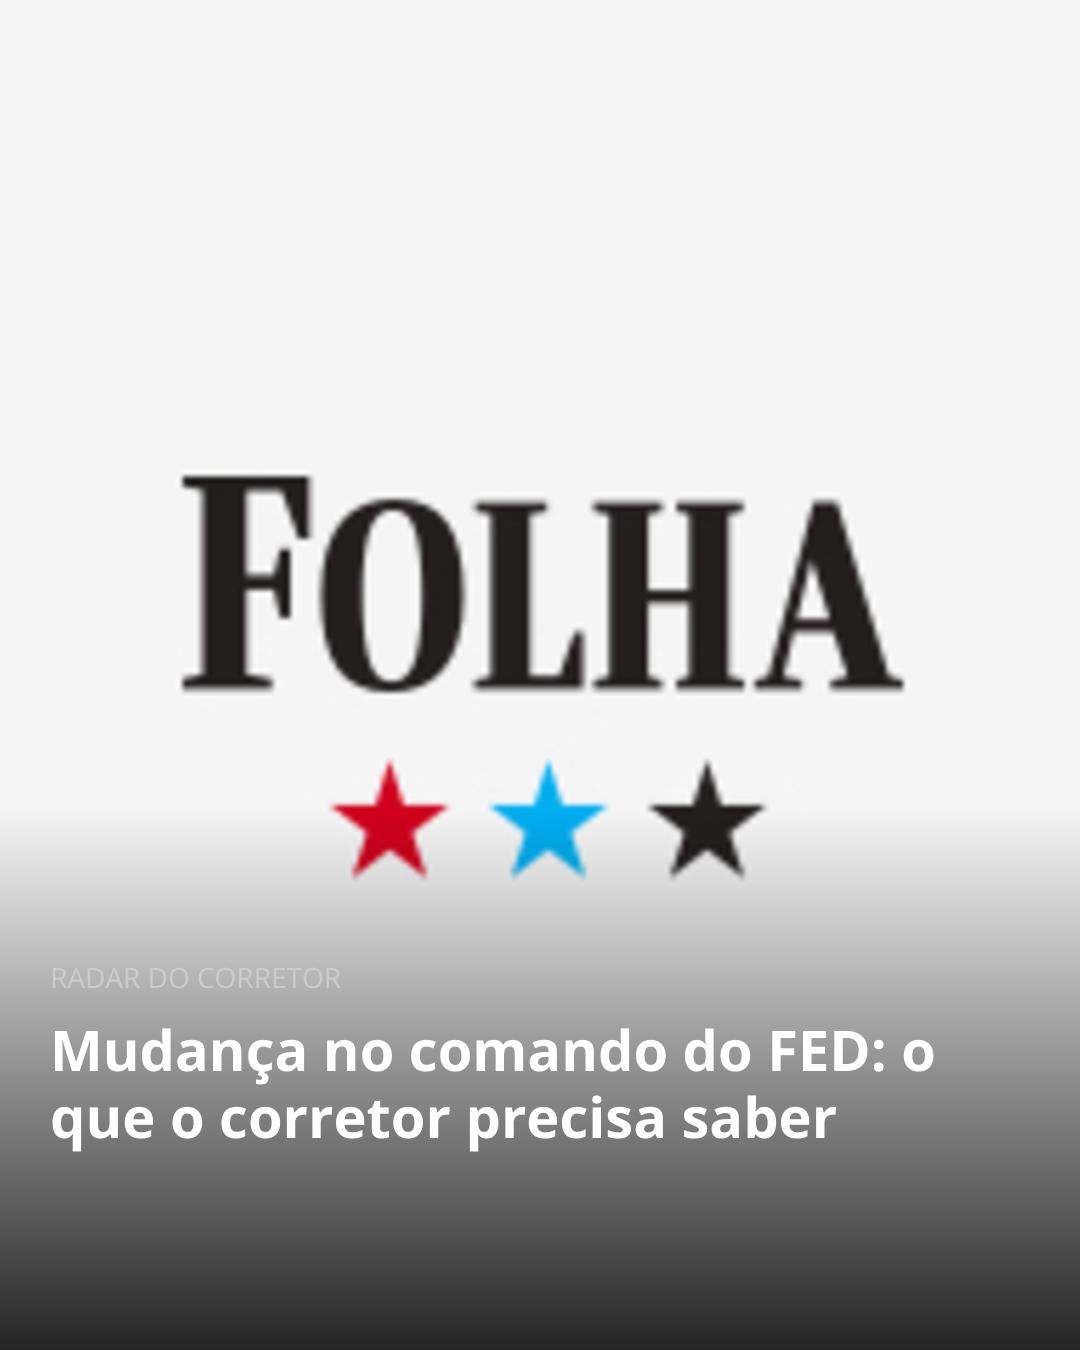 FOLHA
RADAR DO CORRETOR
Mudança no comando do FED: o
que o corretor precisa saber